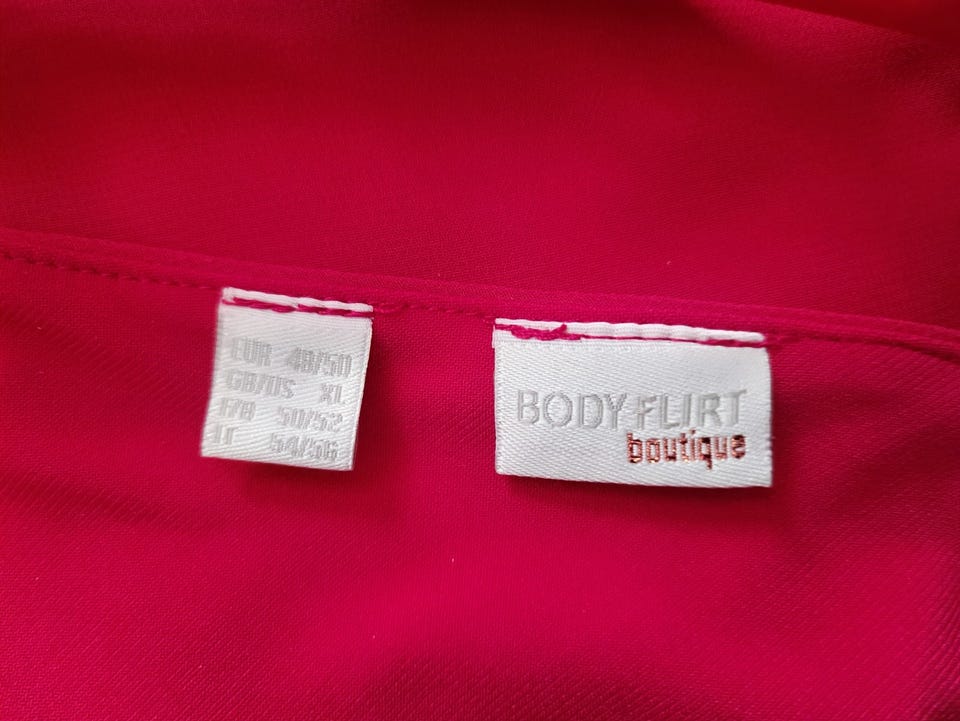 EUR 48/50
GB/US XL
F/B 50/52
IT 54/56
BODY FLIRT
boutique